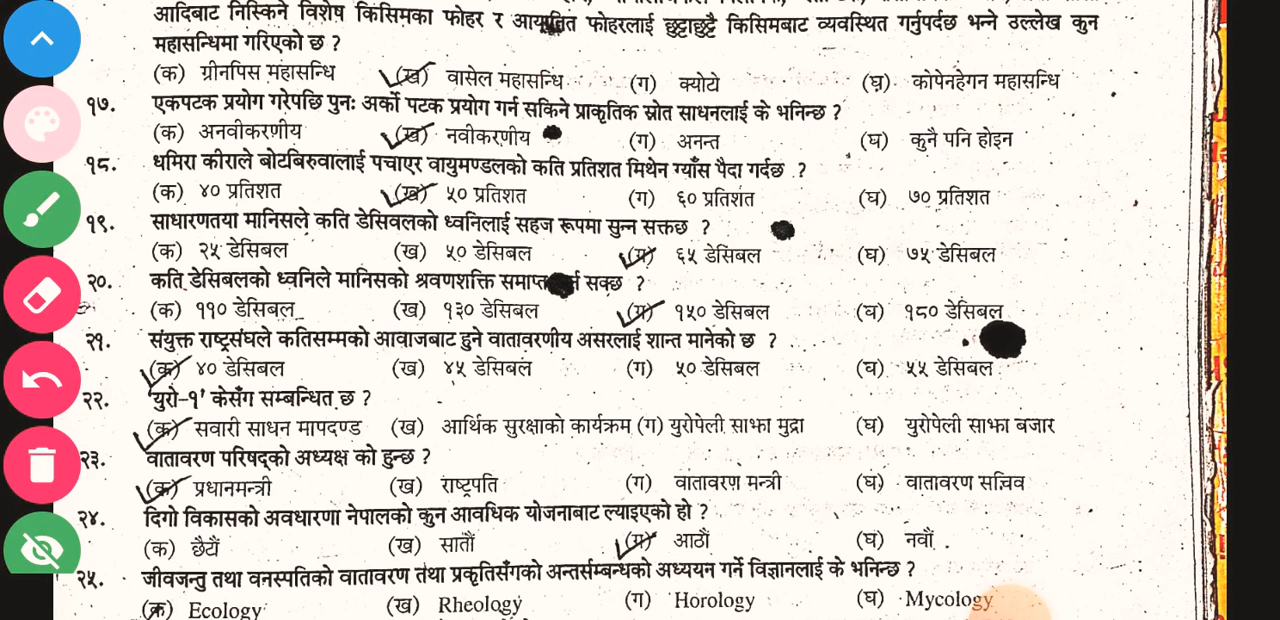 आदिबाट निस्किने विशेष किसिमका फोहर र फोहरलाई छुट्टाछुट्टै किसिमबाट व्यवस्थित गर्नुपर्दछ भन्ने उल्लेख कुन
महासन्धिमा गरिएको छ ?
(क) ग्रीनपिस महासन्धि (ख) वासेल महासन्धि (ग) क्योटो (घ) कोपेनहेगन महासन्धि
१७. एकपटक प्रयोग गरेपछि पुनः अर्को पटक प्रयोग गर्न सकिने प्राकृतिक स्रोत साधनलाई के भनिन्छ ?
(क) अनवीकरणीय (ख) नवीकरणीय (ग) अनन्त (घ) कुनै पनि होइन
१८. धमिरा कीराले बोटबिरुवालाई पचाएर वायुमण्डलको कति प्रतिशत मिथेन ग्याँस पैदा गर्दछ ?
(क) ४० प्रतिशत (ख) ५० प्रतिशत (ग) ६० प्रतिशत (घ) ७० प्रतिशत
१९. साधारणतया मानिसले कति डेसिवलको ध्वनिलाई सहज रूपमा सुन्न सक्तछ ?
(क) २५ डेसिबल (ख) ५० डेसिबल (ग) ६५ डेसिबल (घ) ७५ डेसिबल
२०. कति डेसिबलको ध्वनिले मानिसको श्रवणशक्ति समाप्त सक्छ ?
(क) ११० डेसिबल (ख) १३० डेसिबल (ग) १५० डेसिबल (घ) १८० डेसिबल
२१. संयुक्त राष्ट्रसंघले कतिसम्मको आवाजबाट हुने वातावरणीय असरलाई शान्त मानेको छ ?
(क) ४० डेसिबल (ख) ४५ डेसिबल (ग) ५० डेसिबल (घ) ५५ डेसिबल
२२. 'युरो-१' केसँग सम्बन्धित छ ?
(क) सवारी साधन मापदण्ड (ख) आर्थिक सुरक्षाको कार्यक्रम (ग) युरोपेली साझा मुद्रा (घ) युरोपेली साझा बजार
२३. वातावरण परिषद्को अध्यक्ष को हुन्छ ?
(क) प्रधानमन्त्री (ख) राष्ट्रपति (ग) वातावरण मन्त्री (घ) वातावरण सचिव
२४. दिगो विकासको अवधारणा नेपालको कुन आवधिक योजनाबाट ल्याइएको हो ?
(क) छैटौं (ख) सातौं (ग) आठौं (घ) नवौं
२५. जीवजन्तु तथा वनस्पतिको वातावरण तथा प्रकृतिसँगको अन्तर्सम्बन्धको अध्ययन गर्ने विज्ञानलाई के भनिन्छ ?
(क) Ecology (ख) Rheology (ग) Horology (घ) Mycology